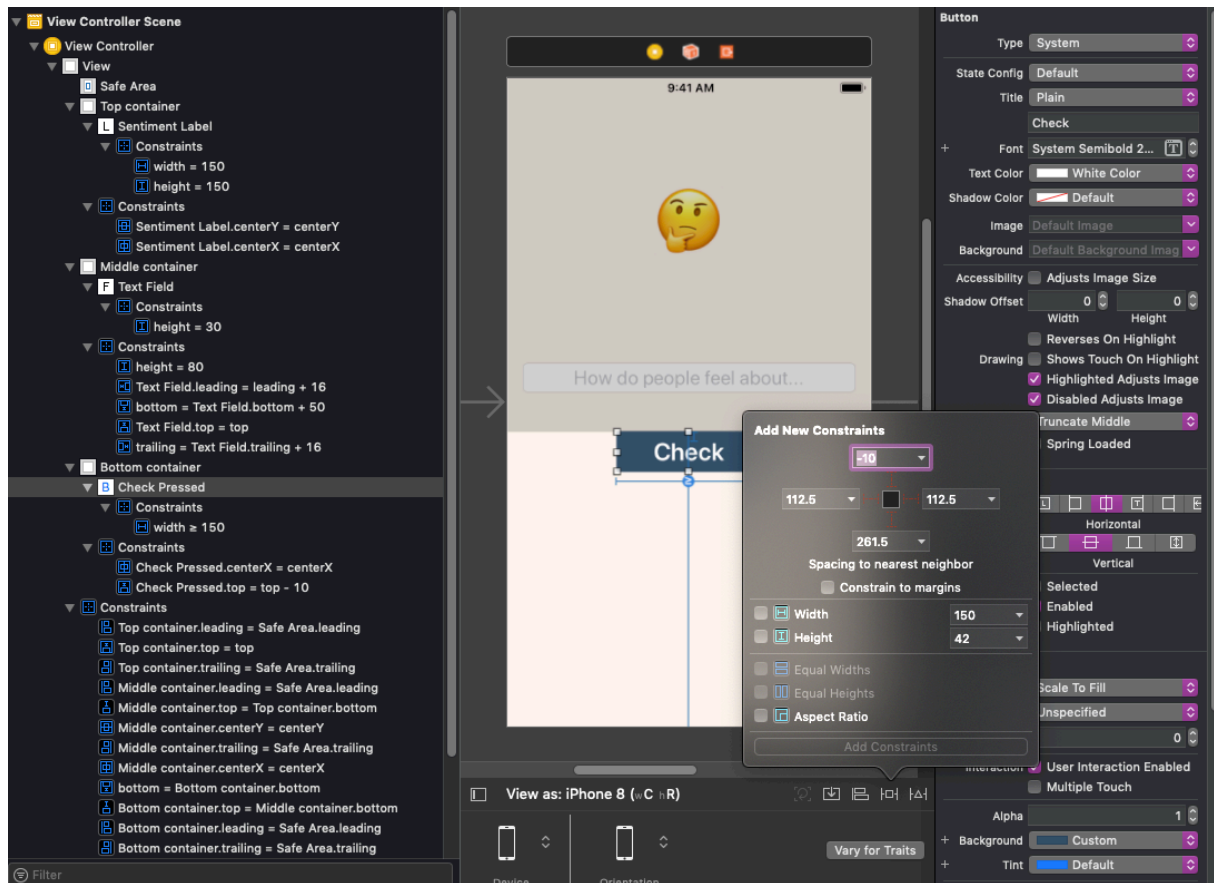 View Controller Scene
View Controller
View
Safe Area
Top container
L Sentiment Label
Constraints
width = 150
height = 150
Constraints
Sentiment Label.centerY = centerY
Sentiment Label.centerX = centerX
Middle container
F Text Field
Constraints
height = 30
Constraints
height = 80
Text Field.leading = leading + 16
bottom = Text Field.bottom + 50
Text Field.top = top
trailing = Text Field.trailing + 16
Bottom container
B Check Pressed
Constraints
width ≥ 150
Constraints
Check Pressed.centerX = centerX
Check Pressed.top = top - 10
Constraints
Top container.leading = Safe Area.leading
Top container.top = top
Top container.trailing = Safe Area.trailing
Middle container.leading = Safe Area.leading
Middle container.top = Top container.bottom
Middle container.centerY = centerY
Middle container.trailing = Safe Area.trailing
Middle container.centerX = centerX
bottom = Bottom container.bottom
Bottom container.top = Middle container.bottom
Bottom container.leading = Safe Area.leading
Bottom container.trailing = Safe Area.trailing
Filter
9:41 AM
How do people feel about...
Check
Add New Constraints
-10
112.5 112.5
261.5
Spacing to nearest neighbor
Constrain to margins
Width 150
Height 42
Equal Widths
Equal Heights
Aspect Ratio
Add Constraints
View as: iPhone 8 (wC hR)
Vary for Traits
Device Orientation
Button
Type System
State Config Default
Title Plain
Check
+ Font System Semibold 2... T
Text Color White Color
Shadow Color Default
Image Default Image
Background Default Background Imag
Accessibility Adjusts Image Size
Shadow Offset 0 0
Width Height
Reverses On Highlight
Drawing Shows Touch On Highlight
Highlighted Adjusts Image
Disabled Adjusts Image
Truncate Middle
Spring Loaded
Horizontal
Vertical
Selected
Enabled
Highlighted
Scale To Fill
Unspecified
0
Interaction User Interaction Enabled
Multiple Touch
Alpha 1
+ Background Custom
+ Tint Default